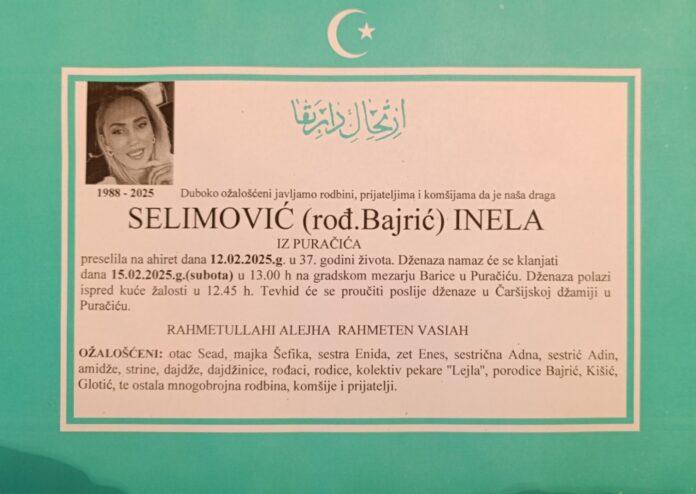 ارتحال دار بقا
1988 - 2025
Duboko ožalošćeni javljamo rodbini, prijateljima i komšijama da je naša draga
SELIMOVIĆ (rođ.Bajrić) INELA
IZ PURAČIĆA
preselila na ahiret dana 12.02.2025.g. u 37. godini života. Dženaza namaz će se klanjati
dana 15.02.2025.g.(subota) u 13.00 h na gradskom mezarju Barice u Puračiću. Dženaza polazi
ispred kuće žalosti u 12.45 h. Tevhid će se proučiti poslije dženaze u Čaršijskoj džamiji u
Puračiću.
RAHMETULLAHI ALEJHA RAHMETEN VASIAH
OŽALOŠĆENI: otac Sead, majka Šefika, sestra Enida, zet Enes, sestrična Adna, sestrić Adin,
amidže, strine, dajdže, dajdžinice, rođaci, rodice, kolektiv pekare "Lejla", porodice Bajrić, Kišić,
Glotić, te ostala mnogobrojna rodbina, komšije i prijatelji.